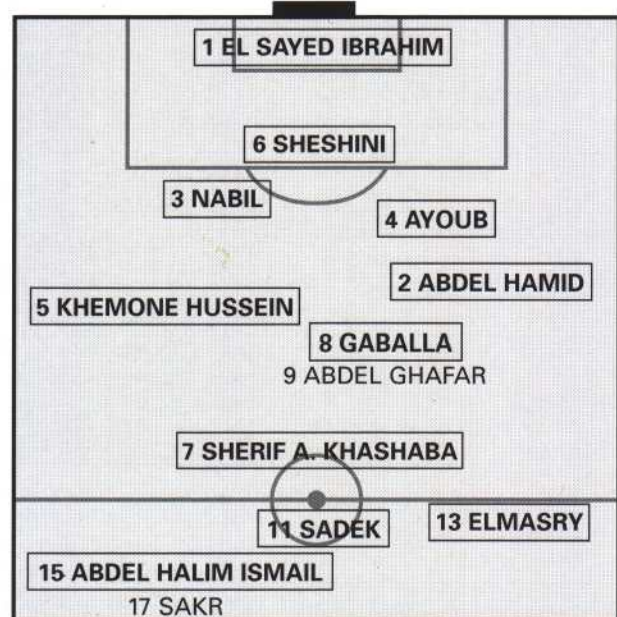 1 EL SAYED IBRAHIM
6 SHESHINI
3 NABIL
4 AYOUB
2 ABDEL HAMID
5 KHEMONE HUSSEIN
8 GABALLA
9 ABDEL GHAFAR
7 SHERIF A. KHASHABA
11 SADEK
13 ELMASRY
15 ABDEL HALIM ISMAIL
17 SAKR